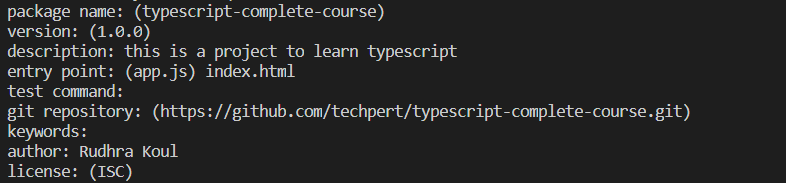 package name: (typescript-complete-course)
version: (1.0.0)
description: this is a project to learn typescript
entry point: (app.js) index.html
test command:
git repository: (https://github.com/techpert/typescript-complete-course.git)
keywords:
author: Rudhra Koul
license: (ISC)